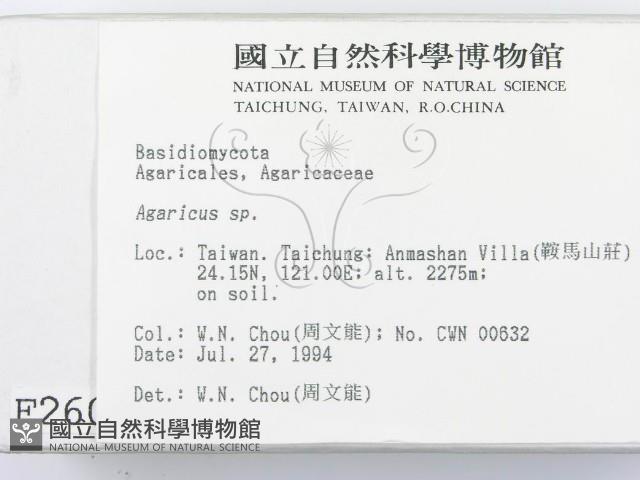 國立自然科學博物館
NATIONAL MUSEUM OF NATURAL SCIENCE
TAICHUNG, TAIWAN, R.O.CHINA
Basidiomycota
Agaricales, Agaricaceae
Agaricus sp.
Loc.: Taiwan. Taichung: Anmashan Villa(鞍馬山莊)
24.15N, 121.00E; alt. 2275m;
on soil.
Col.: W.N. Chou(周文能); No. CWN 00632
Date: Jul. 27, 1994
Det.: W.N. Chou(周文能)
F260
國立自然科學博物館
NATIONAL MUSEUM OF NATURAL SCIENCE